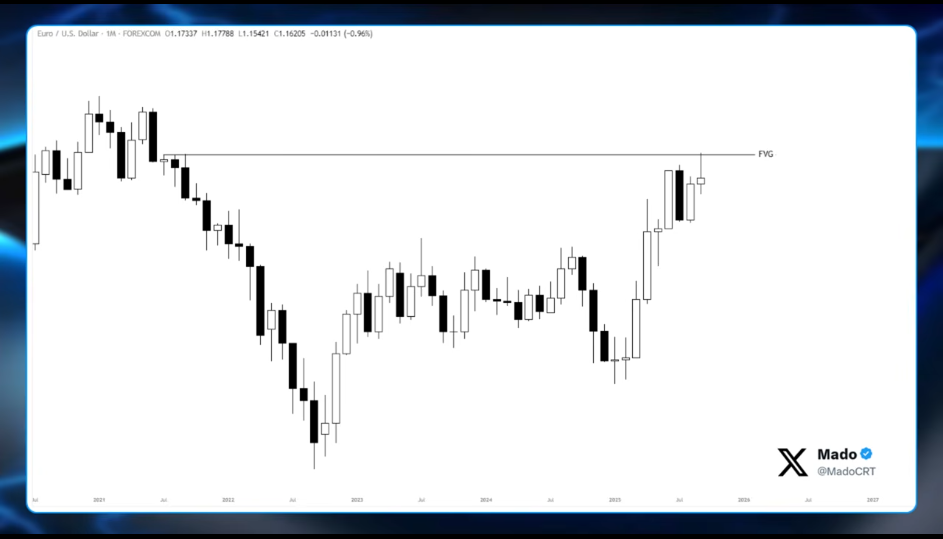 Euro / U.S. Dollar · 1M · FOREXCOM O1.17337 H1.17788 L1.15421 C1.16205 −0.01131 (−0.96%)
FVG
Mado
@MadoCRT
Jul 2021 Jul 2022 Jul 2023 Jul 2024 Jul 2025 Jul 2026 Jul 2027